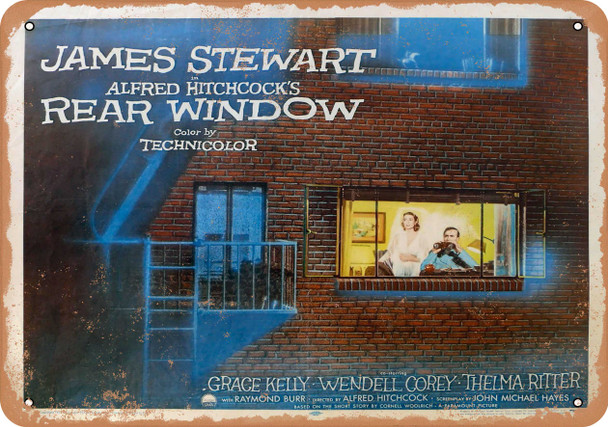 JAMES STEWART
in
ALFRED HITCHCOCK'S
REAR WINDOW
Color by
TECHNICOLOR
co-starring
GRACE KELLY · WENDELL COREY · THELMA RITTER
WITH RAYMOND BURR · DIRECTED BY ALFRED HITCHCOCK · SCREENPLAY BY JOHN MICHAEL HAYES
BASED ON THE SHORT STORY BY CORNELL WOOLRICH · A PARAMOUNT PICTURE